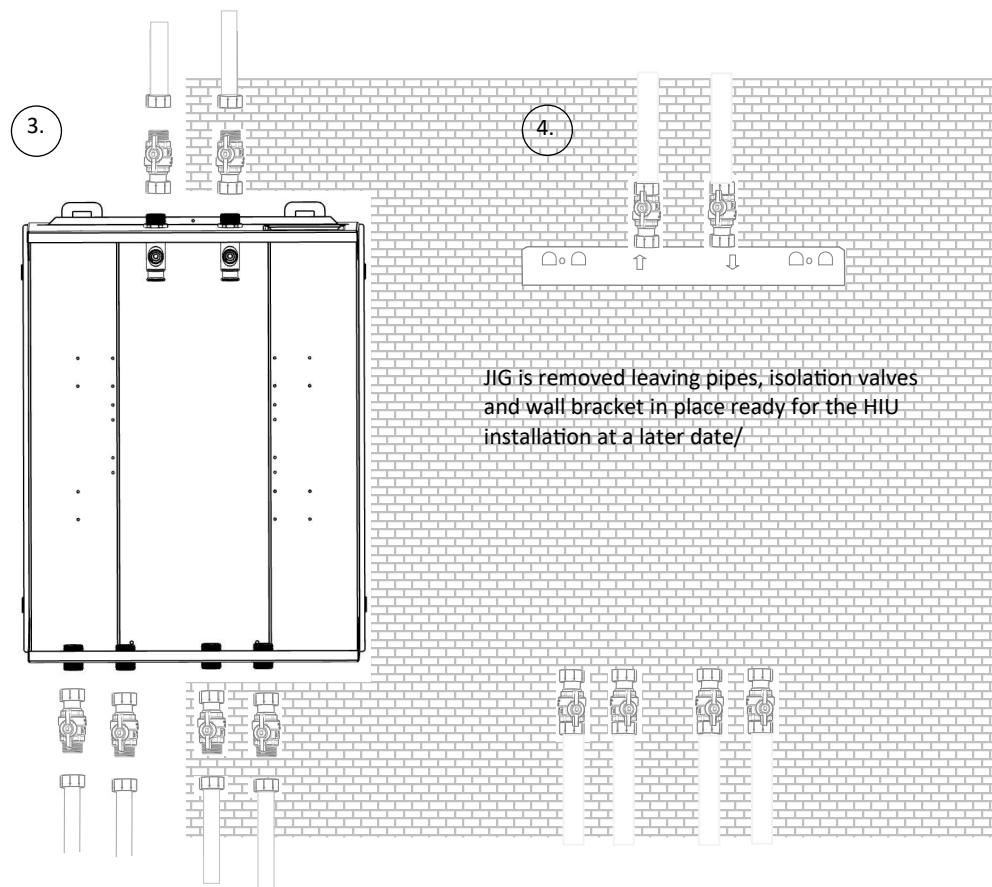 3.
4.
JIG is removed leaving pipes, isolation valves
and wall bracket in place ready for the HIU
installation at a later date/